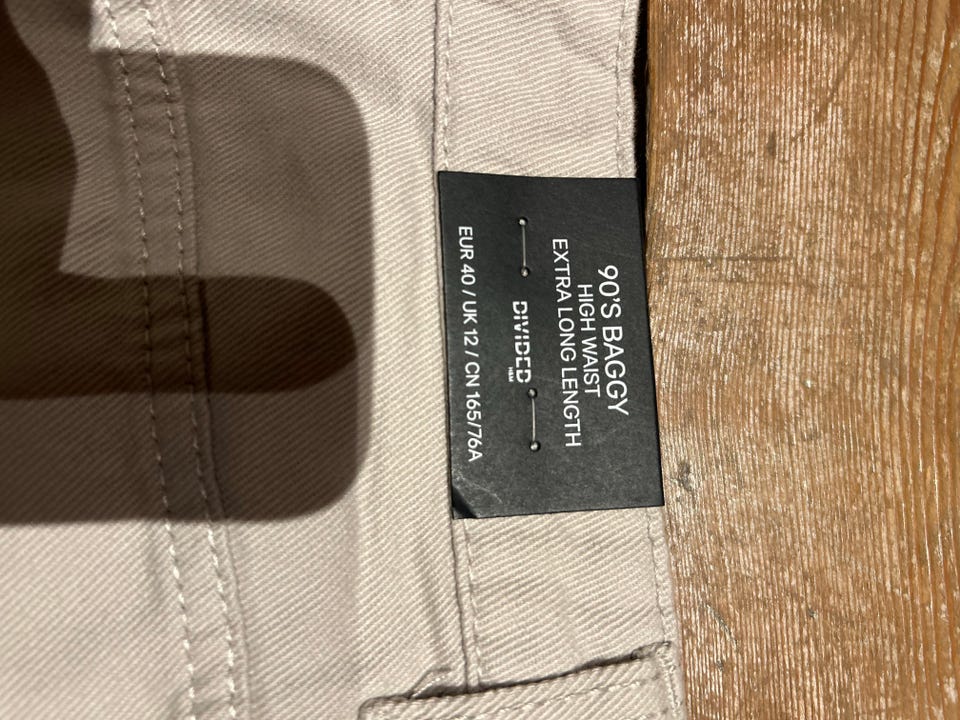 90'S BAGGY
HIGH WAIST
EXTRA LONG LENGTH
DIVIDED
H&M
EUR 40 / UK 12 / CN 165/76A